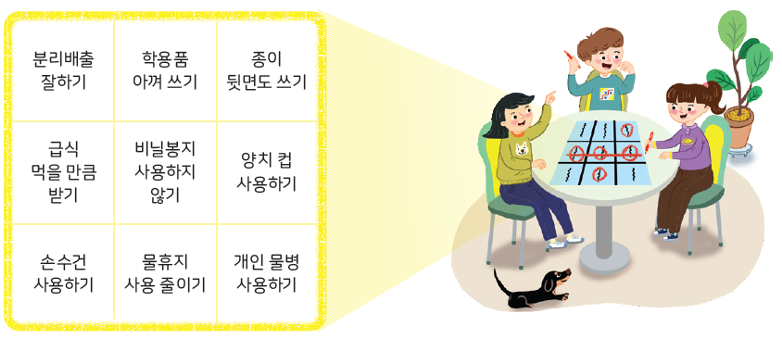 분리배출
잘하기
학용품
아껴 쓰기
종이
뒷면도 쓰기
급식
먹을 만큼
받기
비닐봉지
사용하지
않기
양치 컵
사용하기
손수건
사용하기
물휴지
사용 줄이기
개인 물병
사용하기